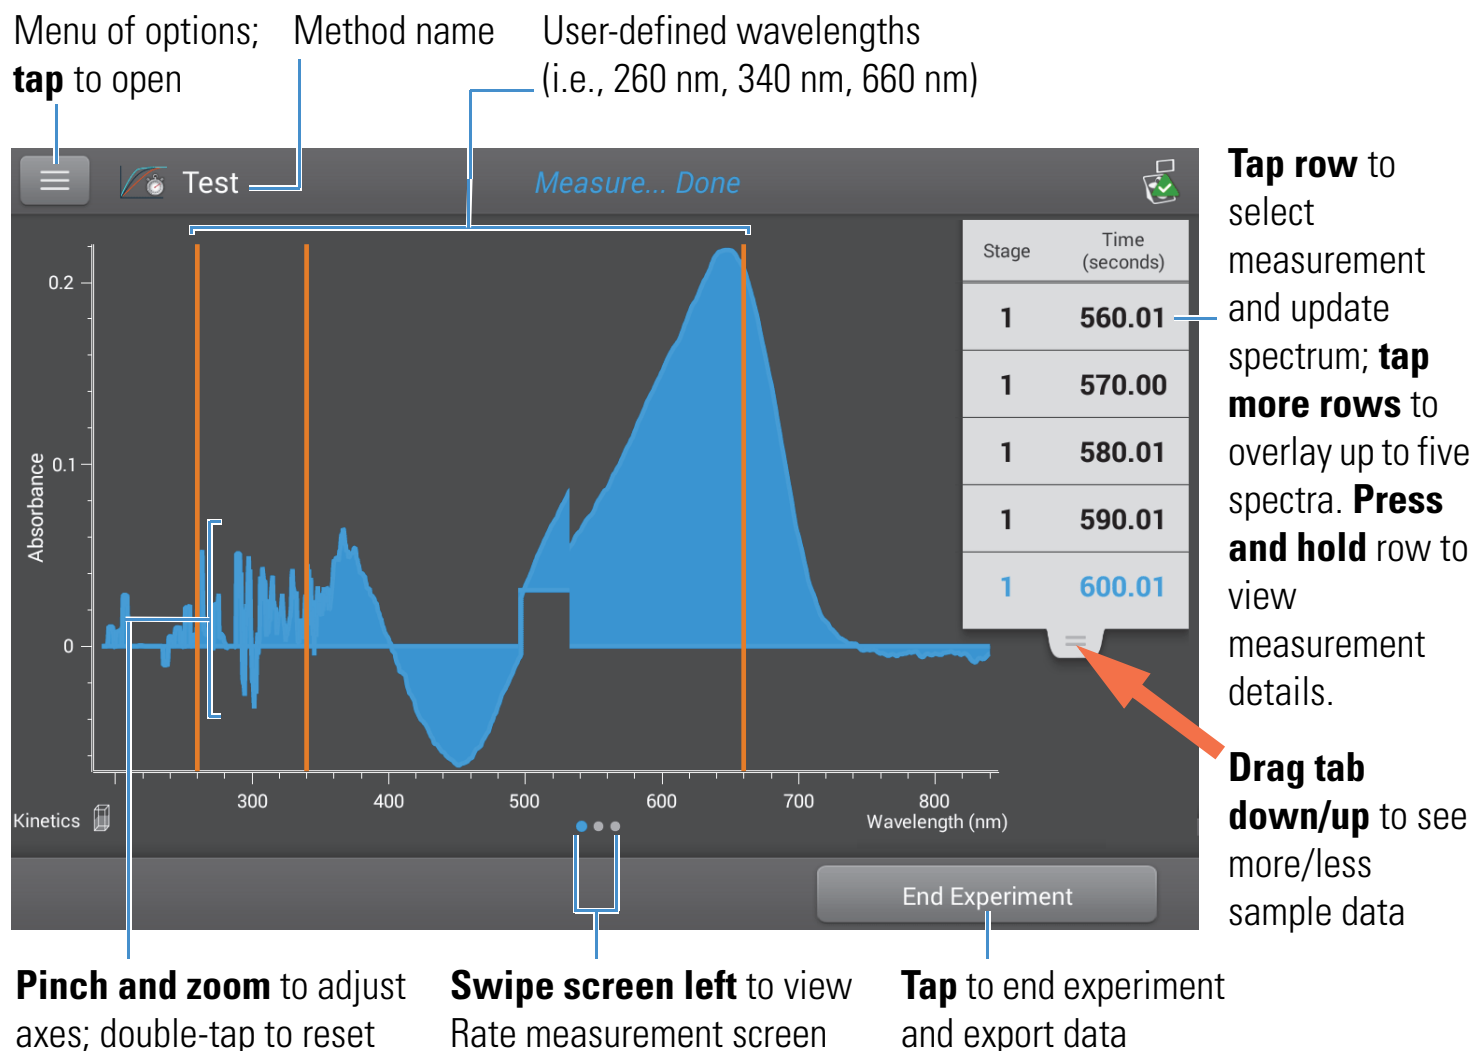 Menu of options;
tap to open
Method name
User-defined wavelengths
(i.e., 260 nm, 340 nm, 660 nm)
Test
Measure... Done
Stage
Time
(seconds)
1 560.01
1 570.00
1 580.01
1 590.01
1 600.01
Absorbance
0.2
0.1
0
300 400 500 600 700 800
Wavelength (nm)
Kinetics
End Experiment
Tap row to
select
measurement
and update
spectrum; tap
more rows to
overlay up to five
spectra. Press
and hold row to
view
measurement
details.
Drag tab
down/up to see
more/less
sample data
Pinch and zoom to adjust
axes; double-tap to reset
Swipe screen left to view
Rate measurement screen
Tap to end experiment
and export data